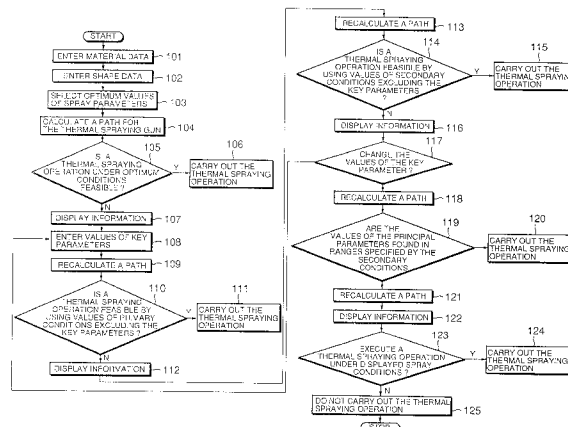 START
ENTER MATERIAL DATA 101
ENTER SHAPE DATA 102
SELECT OPTIMUM VALUES
OF SPRAY PARAMETERS 103
CALCULATE A PATH FOR
THE THERMAL SPRAYING GUN 104
105
IS A
THERMAL SPRAYING
OPERATION UNDER OPTIMUM
CONDITIONS
FEASIBLE ?
Y
N
106
CARRY OUT THE
THERMAL SPRAYING
OPERATION
DISPLAY INFORMATION 107
ENTER VALUES OF KEY
PARAMETERS 108
RECALCULATE A PATH 109
110
IS A
THERMAL SPRAYING
OPERATION FEASIBLE BY
USING VALUES OF PRIMARY
CONDITIONS EXCLUDING THE
KEY PARAMETERS ?
Y
N
111
CARRY OUT THE
THERMAL SPRAYING
OPERATION
DISPLAY INFORMATION 112
RECALCULATE A PATH 113
114
IS A
THERMAL SPRAYING
OPERATION FEASIBLE BY
USING VALUES OF SECONDARY
CONDITIONS EXCLUDING THE
KEY PARAMETERS
?
Y
N
115
CARRY OUT THE
THERMAL SPRAYING
OPERATION
DISPLAY INFORMATION 116
117
CHANGE THE
VALUES OF THE KEY
PARAMETER ?
RECALCULATE A PATH 118
119
ARE THE
VALUES OF THE PRINCIPAL
PARAMETERS FOUND IN
RANGES SPECIFIED BY THE
SECONDARY
CONDITIONS
120
CARRY OUT THE
THERMAL SPRAYING
OPERATION
RECALCULATE A PATH 121
DISPLAY INFORMATION 122
123
EXECUTE A
THERMAL SPRAYING OPERATION
UNDER DISPLAYED SPRAY
CONDITIONS ?
Y
N
124
CARRY OUT THE
THERMAL SPRAYING
OPERATION
DO NOT CARRY OUT THE THERMAL
SPRAYING OPERATION 125
STOP